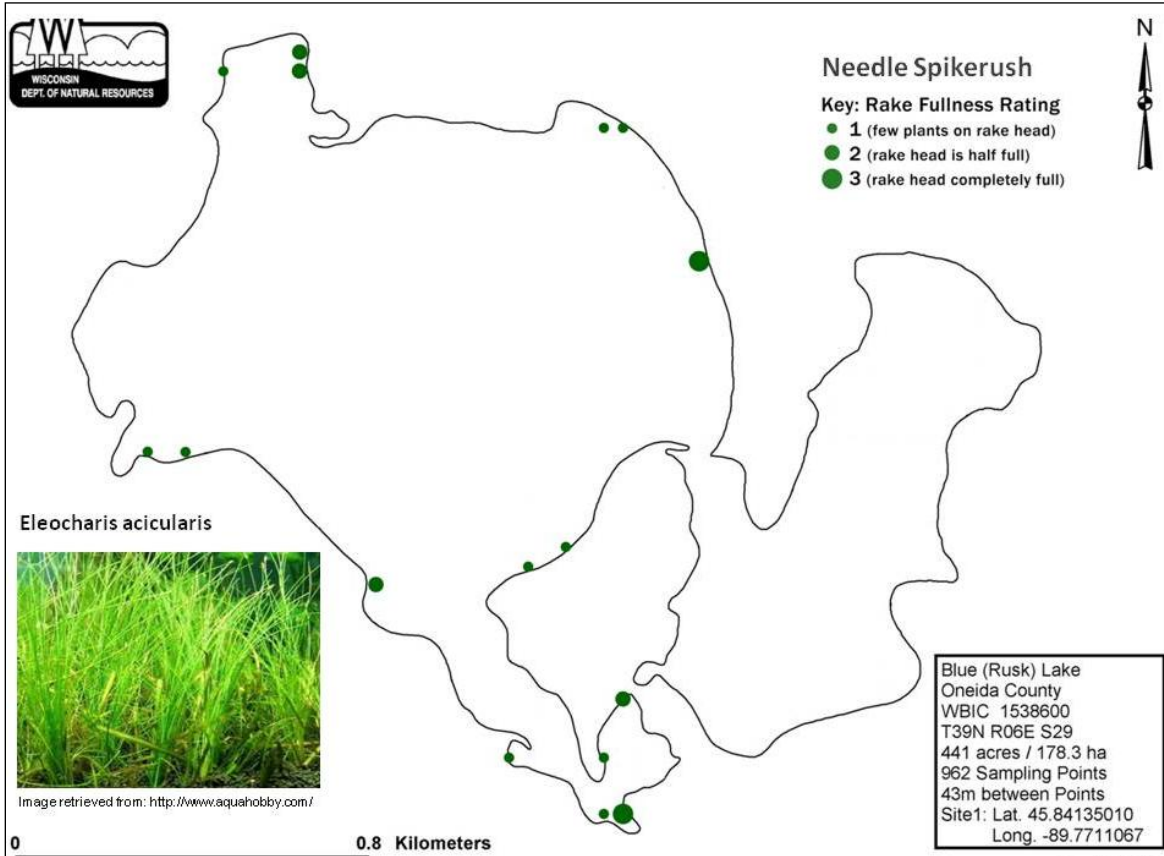 W
WISCONSIN
DEPT. OF NATURAL RESOURCES
N
Needle Spikerush
Key: Rake Fullness Rating
1 (few plants on rake head)
2 (rake head is half full)
3 (rake head completely full)
Eleocharis acicularis
Image retrieved from: http://www.aquahobby.com/
0 0.8 Kilometers
Blue (Rusk) Lake
Oneida County
WBIC 1538600
T39N R06E S29
441 acres / 178.3 ha
962 Sampling Points
43m between Points
Site1: Lat. 45.84135010
Long. -89.7711067